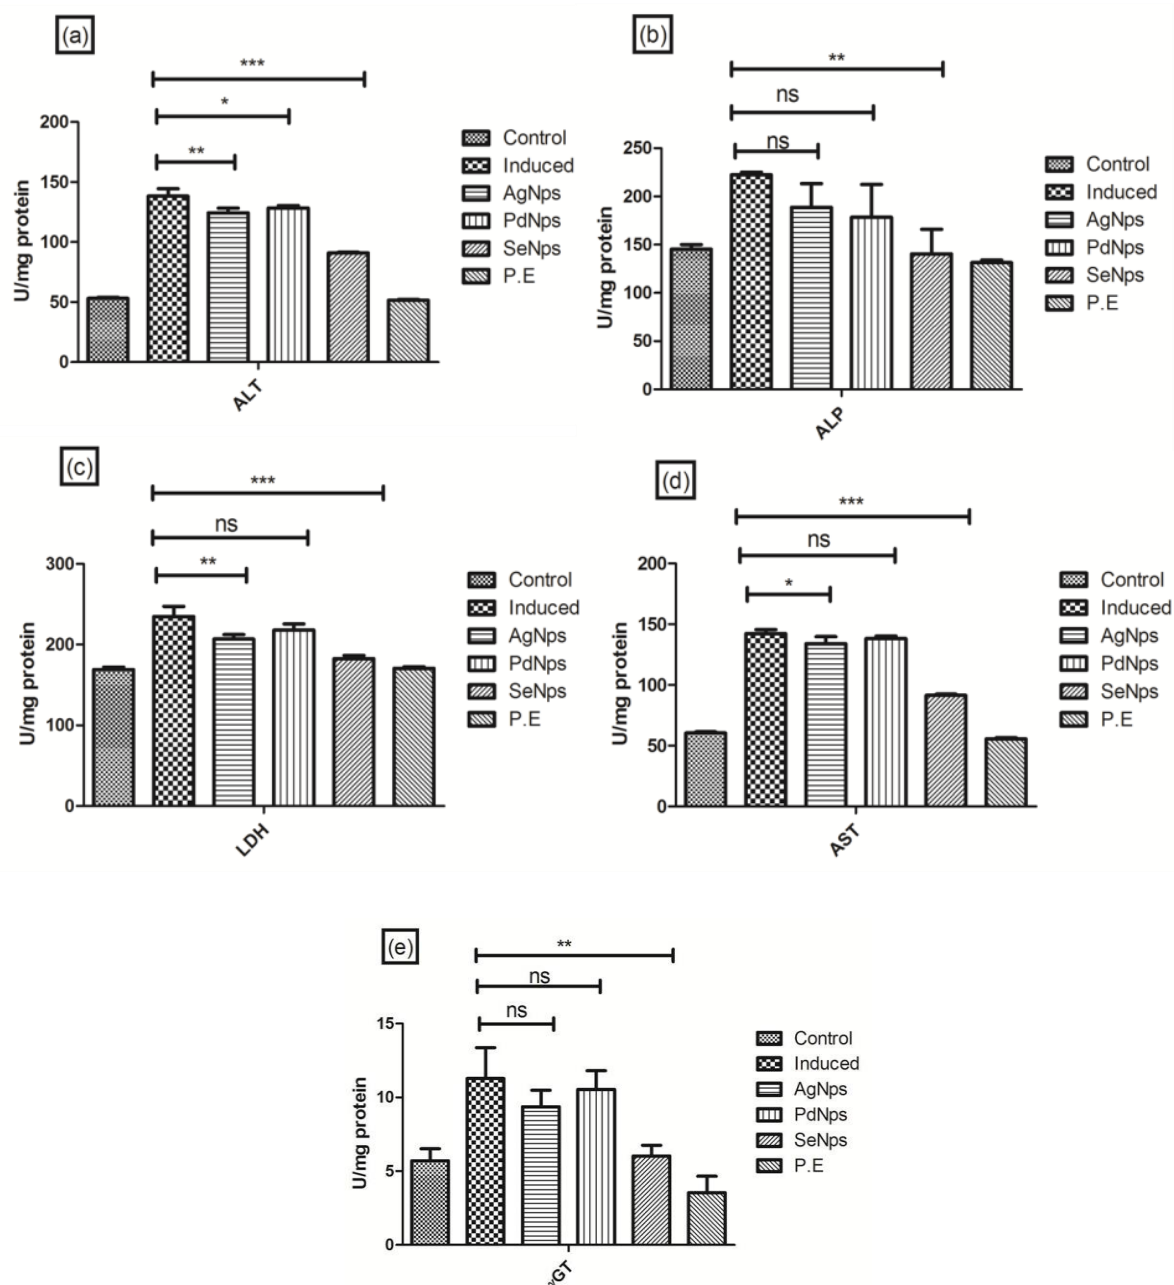 (a)
***
*
**
200
150
100
50
0
U/mg protein
ALT
Control
Induced
AgNps
PdNps
SeNps
P.E
(b)
**
ns
ns
250
200
150
100
50
0
U/mg protein
ALP
Control
Induced
AgNps
PdNps
SeNps
P.E
(c)
***
ns
**
300
200
100
0
U/mg protein
LDH
Control
Induced
AgNps
PdNps
SeNps
P.E
(d)
***
ns
*
200
150
100
50
0
U/mg protein
AST
Control
Induced
AgNps
PdNps
SeNps
P.E
(e)
**
ns
ns
15
10
5
0
U/mg protein
GT
Control
Induced
AgNps
PdNps
SeNps
P.E